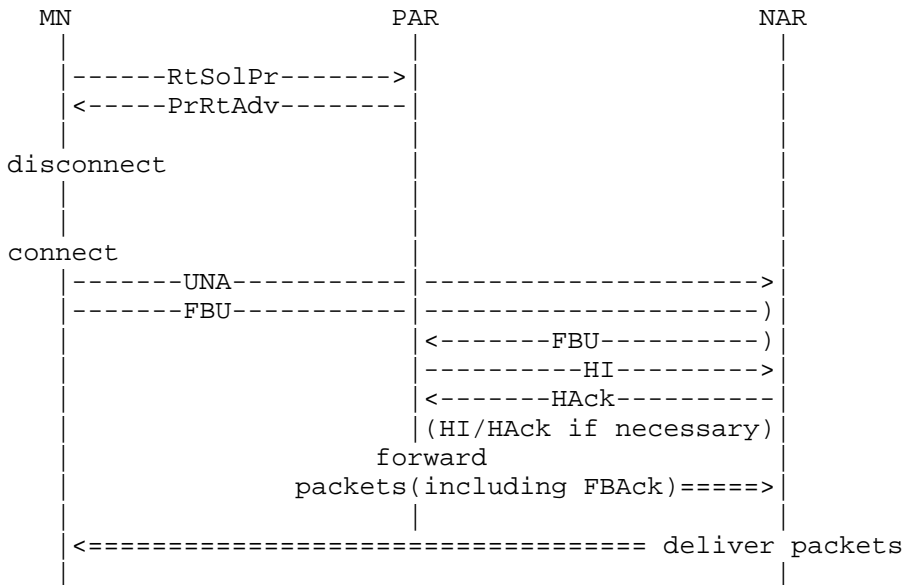 MN PAR NAR
|------RtSolPr------->|
|<-----PrRtAdv--------|
disconnect
connect
|-------UNA-----------|--------------------->|
|-------FBU-----------|---------------------)|
|<-------FBU----------)|
|----------HI--------->|
|<-------HAck----------|
|(HI/HAck if necessary)|
forward
packets(including FBAck)=====>|
|<=================================== deliver packets